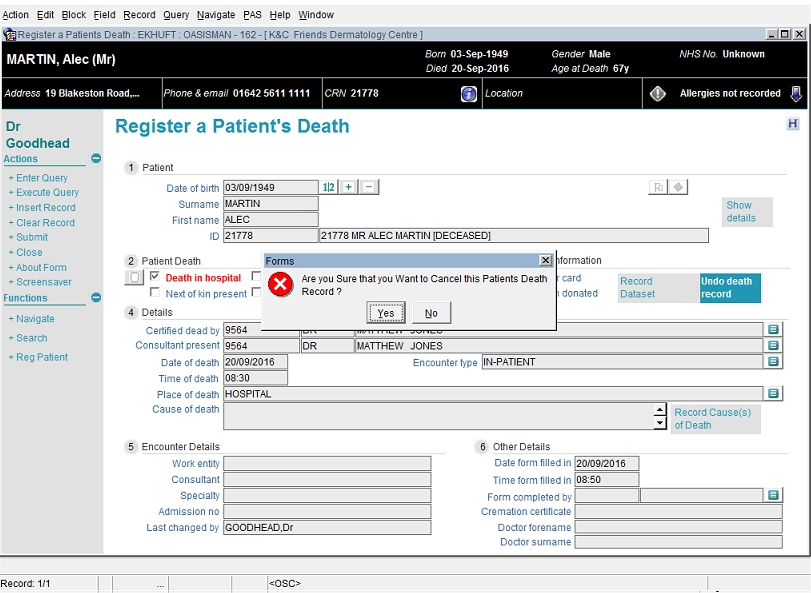 Action Edit Block Field Record Query Navigate PAS Help Window
Register a Patients Death : EKHUFT : OASISMAN - 162 - [ K&C Friends Dermatology Centre ]
MARTIN, Alec (Mr)
Born 03-Sep-1949 Gender Male NHS No. Unknown
Died 20-Sep-2016 Age at Death 67y
Address 19 Blakeston Road,... Phone & email 01642 5611 1111 CRN 21778 Location Allergies not recorded
Dr
Goodhead
Actions
+ Enter Query
+ Execute Query
+ Insert Record
+ Clear Record
+ Submit
+ Close
+ About Form
+ Screensaver
Functions
+ Navigate
+ Search
+ Reg Patient
Register a Patient's Death
H
1 Patient
Date of birth 03/09/1949 1|2 + −
Surname MARTIN
First name ALEC
ID 21778 21778 MR ALEC MARTIN [DECEASED]
Show
details
2 Patient Death
Death in hospital
Next of kin present
Forms
Are you Sure that you Want to Cancel this Patients Death
Record ?
Yes No
formation
card
donated
Record
Dataset
Undo death
record
4 Details
Certified dead by 9564 DR MATTHEW JONES
Consultant present 9564 DR MATTHEW JONES
Date of death 20/09/2016 Encounter type IN-PATIENT
Time of death 08:30
Place of death HOSPITAL
Cause of death
Record Cause(s)
of Death
5 Encounter Details
Work entity
Consultant
Specialty
Admission no
Last changed by GOODHEAD,Dr
6 Other Details
Date form filled in 20/09/2016
Time form filled in 08:50
Form completed by
Cremation certificate
Doctor forename
Doctor surname
Record: 1/1 ... <OSC>